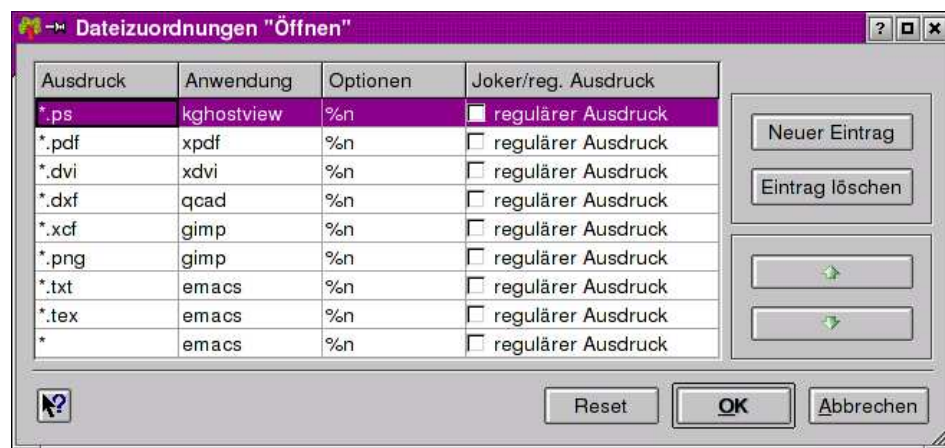 Dateizuordnungen "Öffnen"
Ausdruck Anwendung Optionen Joker/reg. Ausdruck
*.ps kghostview %n regulärer Ausdruck
*.pdf xpdf %n regulärer Ausdruck
*.dvi xdvi %n regulärer Ausdruck
*.dxf qcad %n regulärer Ausdruck
*.xcf gimp %n regulärer Ausdruck
*.png gimp %n regulärer Ausdruck
*.txt emacs %n regulärer Ausdruck
*.tex emacs %n regulärer Ausdruck
* emacs %n regulärer Ausdruck
Neuer Eintrag
Eintrag löschen
Reset OK Abbrechen